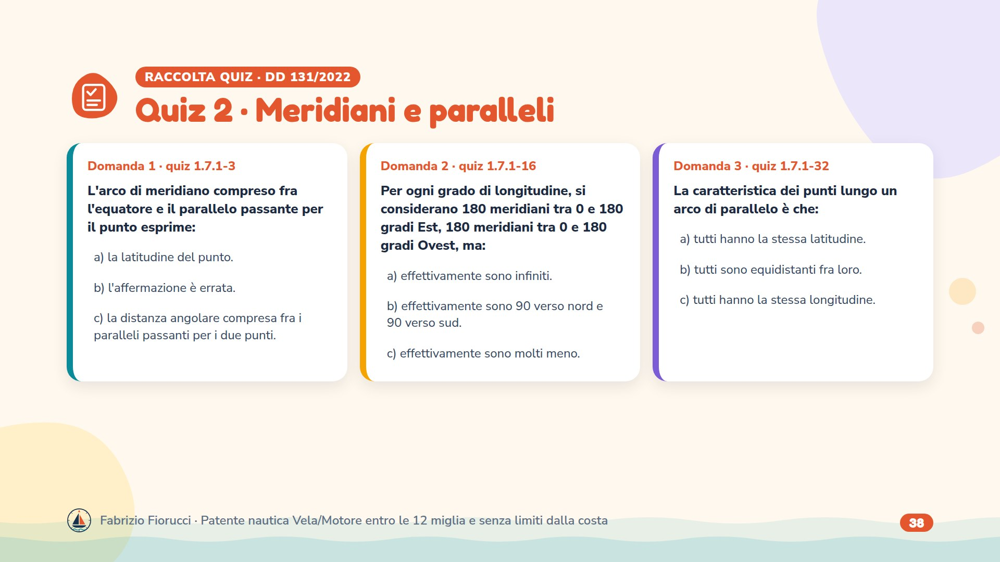 RACCOLTA QUIZ · DD 131/2022
Quiz 2 · Meridiani e paralleli
Domanda 1 · quiz 1.7.1-3
L'arco di meridiano compreso fra
l'equatore e il parallelo passante per
il punto esprime:
a) la latitudine del punto.
b) l'affermazione è errata.
c) la distanza angolare compresa fra i
paralleli passanti per i due punti.
Domanda 2 · quiz 1.7.1-16
Per ogni grado di longitudine, si
considerano 180 meridiani tra 0 e 180
gradi Est, 180 meridiani tra 0 e 180
gradi Ovest, ma:
a) effettivamente sono infiniti.
b) effettivamente sono 90 verso nord e
90 verso sud.
c) effettivamente sono molti meno.
Domanda 3 · quiz 1.7.1-32
La caratteristica dei punti lungo un
arco di parallelo è che:
a) tutti hanno la stessa latitudine.
b) tutti sono equidistanti fra loro.
c) tutti hanno la stessa longitudine.
Fabrizio Fiorucci · Patente nautica Vela/Motore entro le 12 miglia e senza limiti dalla costa
38